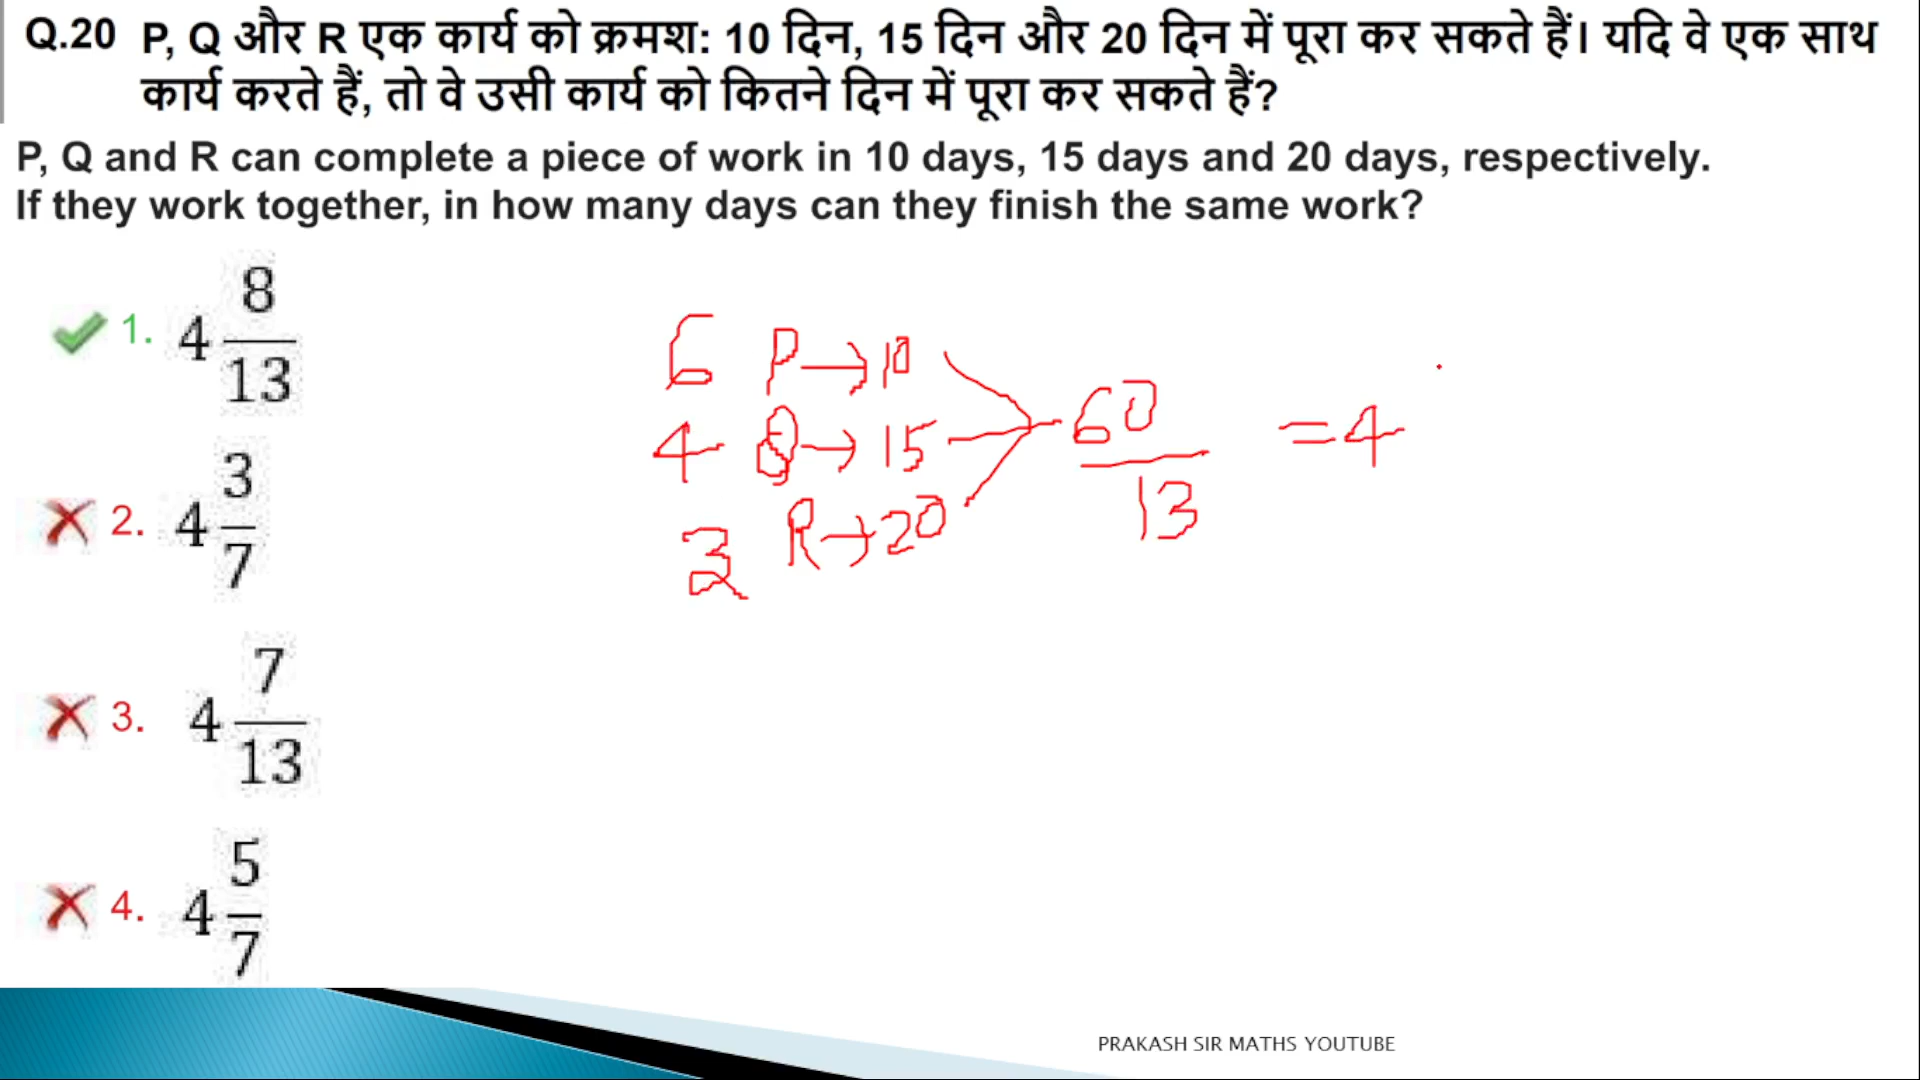 Q.20 P, Q और R एक कार्य को क्रमश: 10 दिन, 15 दिन और 20 दिन में पूरा कर सकते हैं। यदि वे एक साथ
कार्य करते हैं, तो वे उसी कार्य को कितने दिन में पूरा कर सकते हैं?
P, Q and R can complete a piece of work in 10 days, 15 days and 20 days, respectively.
If they work together, in how many days can they finish the same work?
1. 4 8/13
2. 4 3/7
3. 4 7/13
4. 4 5/7
6 P→10
4 Q→15
3 R→20
60/13 =4
PRAKASH SIR MATHS YOUTUBE